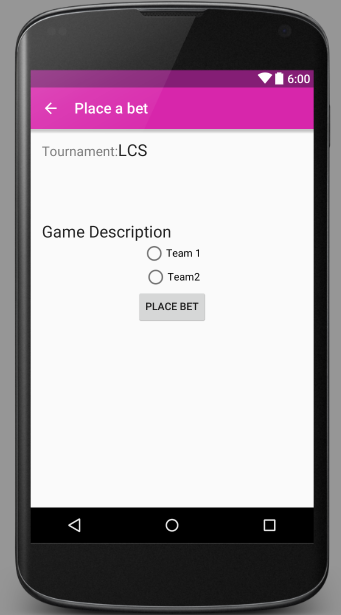 6:00
Place a bet
Tournament:LCS
Game Description
Team 1
Team2
PLACE BET